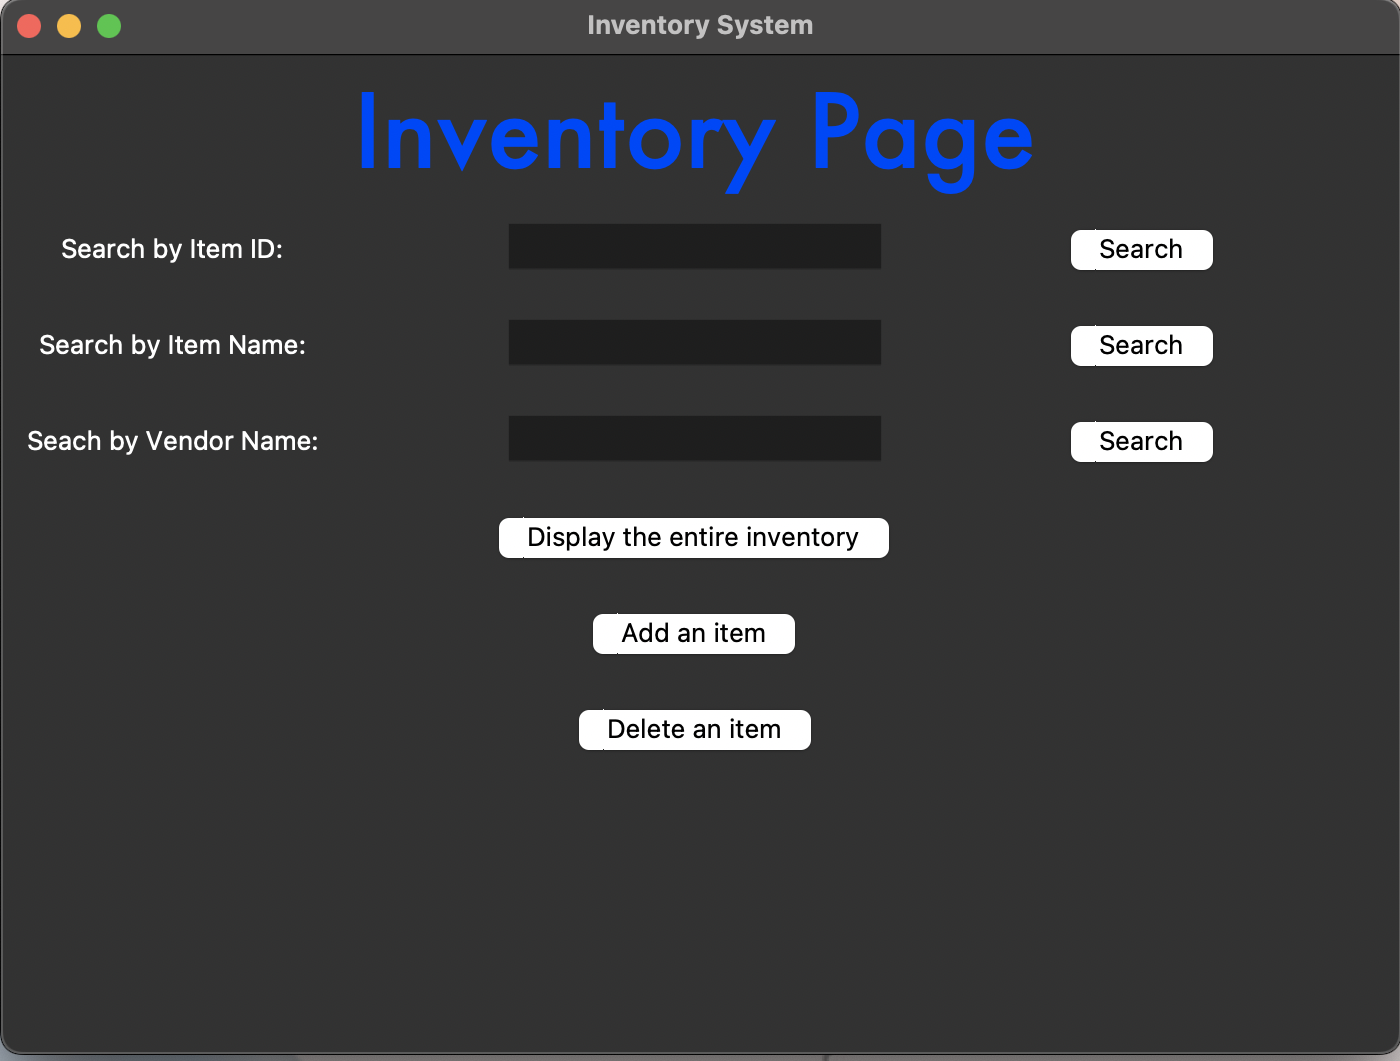 Inventory System
Inventory Page
Search by Item ID: Search
Search by Item Name: Search
Seach by Vendor Name: Search
Display the entire inventory
Add an item
Delete an item